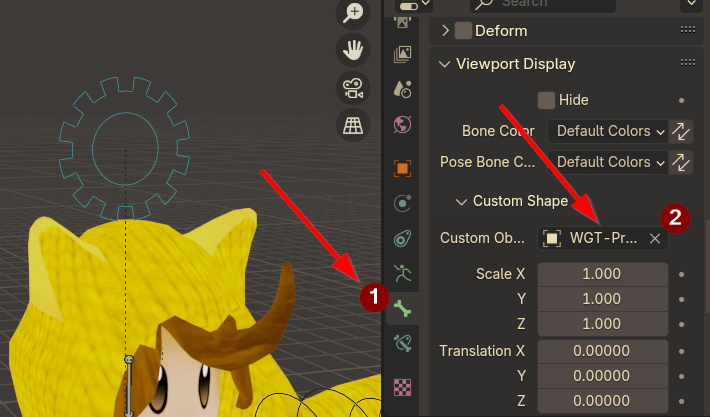 Search
Deform
Viewport Display
Hide
Bone Color Default Colors
Pose Bone C... Default Colors
Custom Shape
2
Custom Ob... WGT-Pr...
Scale X 1.000
1
Y 1.000
Z 1.000
Translation X 0.00000
Y 0.00000
Z 0.00000